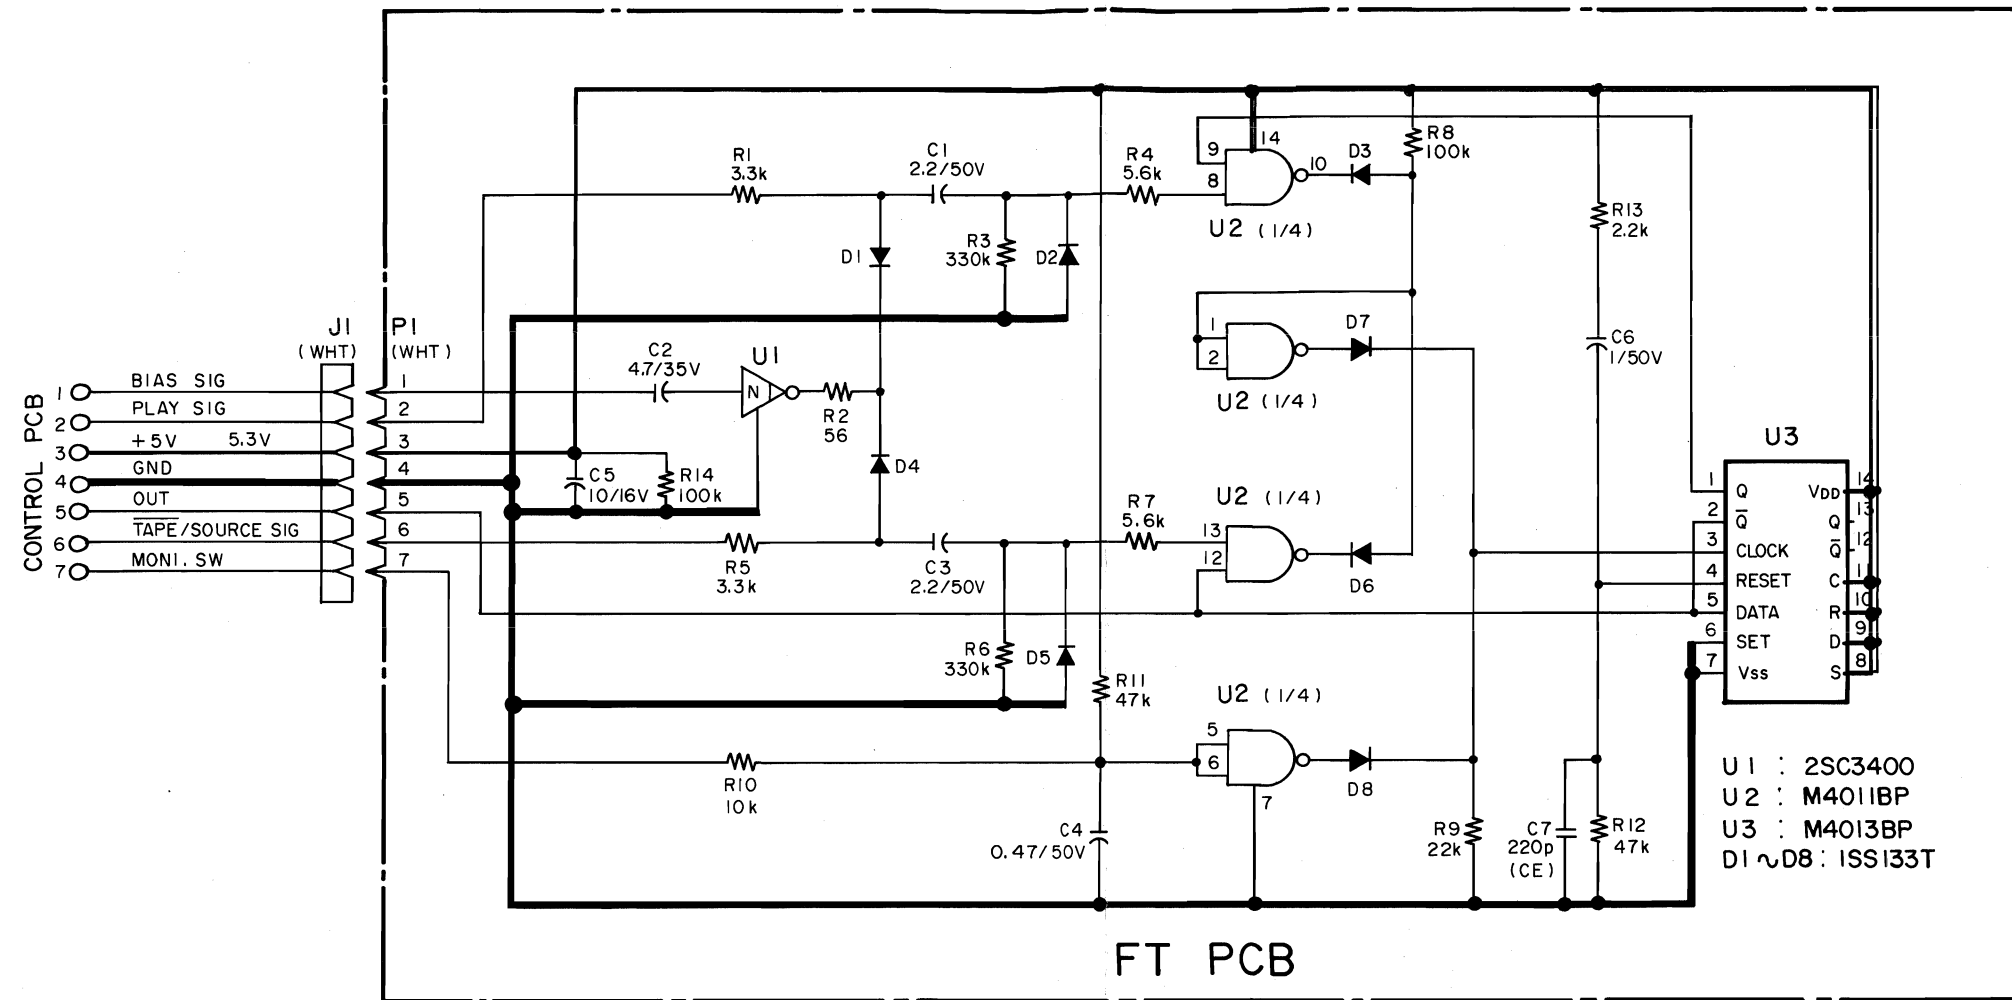 CONTROL PCB
1 BIAS SIG
2 PLAY SIG
3 +5V 5.3V
4 GND
5 OUT
6 T̅A̅P̅E̅/SOURCE SIG
7 MONI. SW
J1
(WHT)
P1
(WHT)
1
2
3
4
5
6
7
R1
3.3k
C1
2.2/50V
D1
R3
330k
D2
R4
5.6k
9
8
14
10
U2 (1/4)
D3
R8
100k
C2
4.7/35V
U1
N
R2
56
D4
C5
10/16V
R14
100k
1
2
U2 (1/4)
D7
R13
2.2k
C6
1/50V
R5
3.3k
C3
2.2/50V
R6
330k
D5
R7
5.6k
U2 (1/4)
13
12
D6
R11
47k
R10
10k
C4
0.47/50V
U2 (1/4)
5
6
7
D8
R9
22k
C7
220p
(CE)
R12
47k
U3
1 Q VDD 14
2 Q̅ Q 13
3 CLOCK Q̅ 12
4 RESET C 11
5 DATA R 10
6 SET D 9
7 Vss S 8
U1 : 2SC3400
U2 : M4011BP
U3 : M4013BP
D1~D8 : 1SS133T
FT PCB